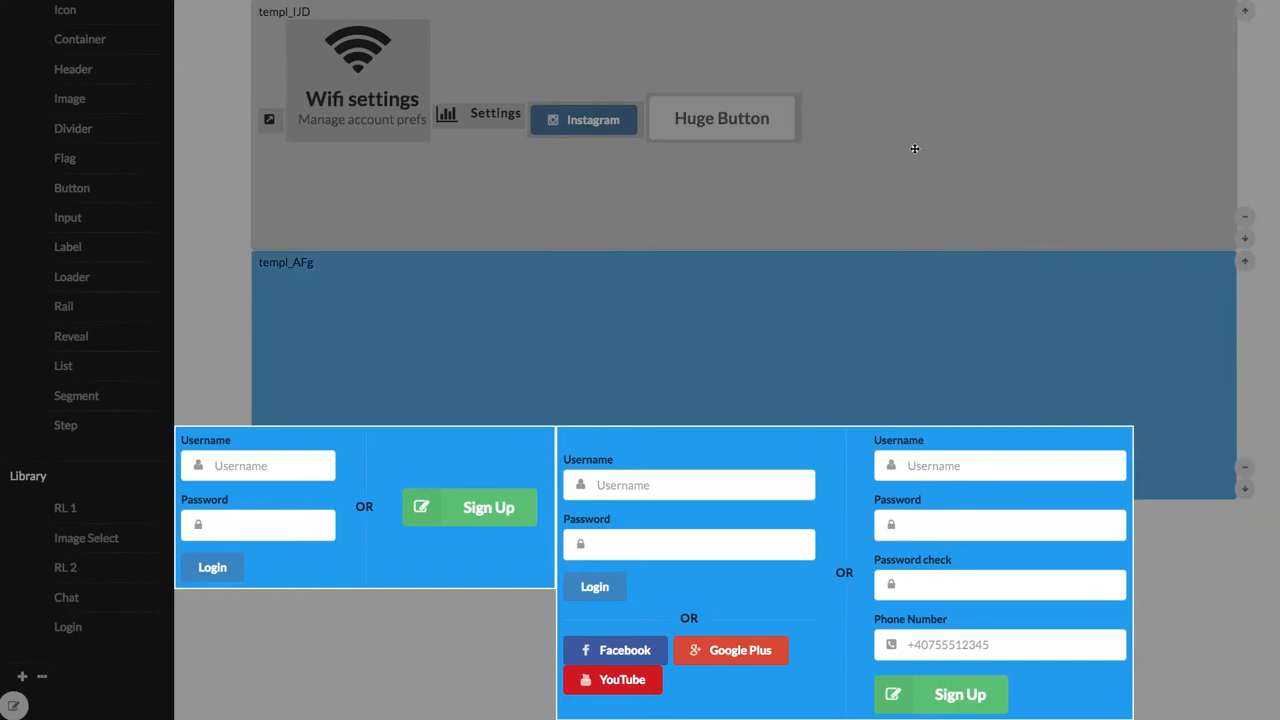 Icon
Container
Header
Image
Divider
Flag
Button
Input
Label
Loader
Rail
Reveal
List
Segment
Step
Library
RL 1
Image Select
RL 2
Chat
Login
templ_IJD
Wifi settings
Manage account prefs
Settings
Instagram
Huge Button
templ_AFg
Username
Username
Password
Login
OR
Sign Up
Username
Username
Password
Login
OR
Facebook
Google Plus
YouTube
OR
Username
Username
Password
Password check
Phone Number
+40755512345
Sign Up